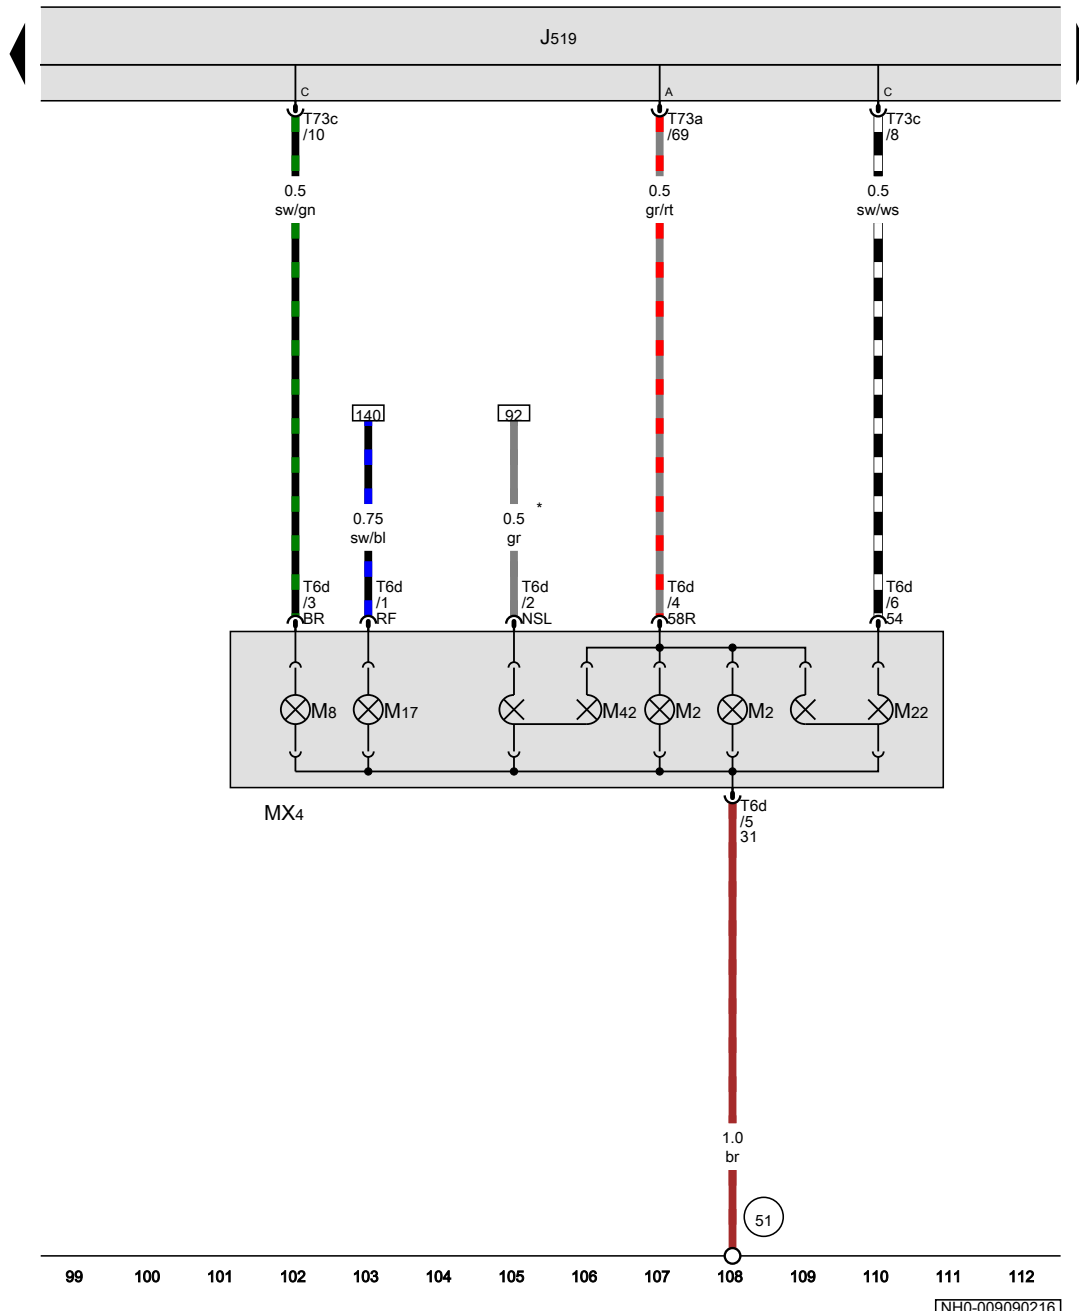 J519
C
A
C
T73c
/10
T73a
/69
T73c
/8
0.5
sw/gn
0.5
gr/rt
0.5
sw/ws
140
92
0.75
sw/bl
0.5
gr
*
T6d
/3
BR
T6d
/1
RF
T6d
/2
NSL
T6d
/4
58R
T6d
/6
54
M8
M17
M42
M2
M2
M22
MX4
T6d
/5
31
1.0
br
51
99 100 101 102 103 104 105 106 107 108 109 110 111 112
NH0-009090216